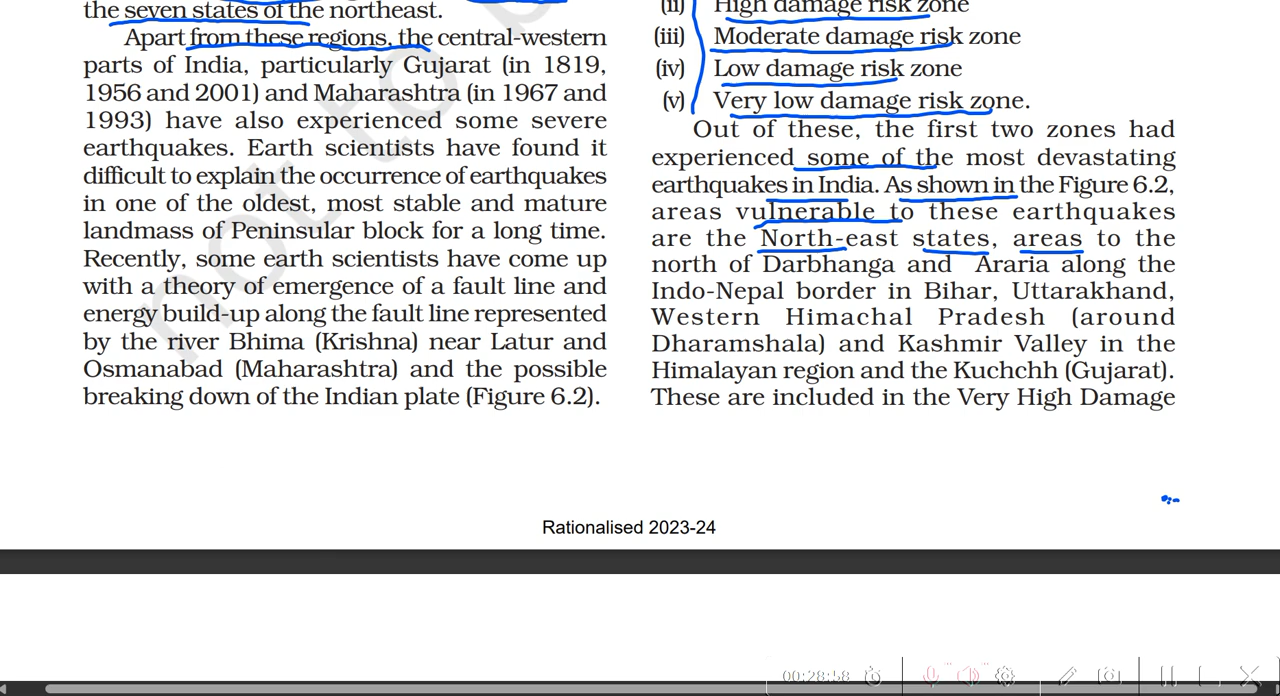 the seven states of the northeast.
Apart from these regions, the central-western
parts of India, particularly Gujarat (in 1819,
1956 and 2001) and Maharashtra (in 1967 and
1993) have also experienced some severe
earthquakes. Earth scientists have found it
difficult to explain the occurrence of earthquakes
in one of the oldest, most stable and mature
landmass of Peninsular block for a long time.
Recently, some earth scientists have come up
with a theory of emergence of a fault line and
energy build-up along the fault line represented
by the river Bhima (Krishna) near Latur and
Osmanabad (Maharashtra) and the possible
breaking down of the Indian plate (Figure 6.2).
(ii) High damage risk zone
(iii) Moderate damage risk zone
(iv) Low damage risk zone
(v) Very low damage risk zone.
Out of these, the first two zones had
experienced some of the most devastating
earthquakes in India. As shown in the Figure 6.2,
areas vulnerable to these earthquakes
are the North-east states, areas to the
north of Darbhanga and Araria along the
Indo-Nepal border in Bihar, Uttarakhand,
Western Himachal Pradesh (around
Dharamshala) and Kashmir Valley in the
Himalayan region and the Kuchchh (Gujarat).
These are included in the Very High Damage
not to
Rationalised 2023-24
00:28:58